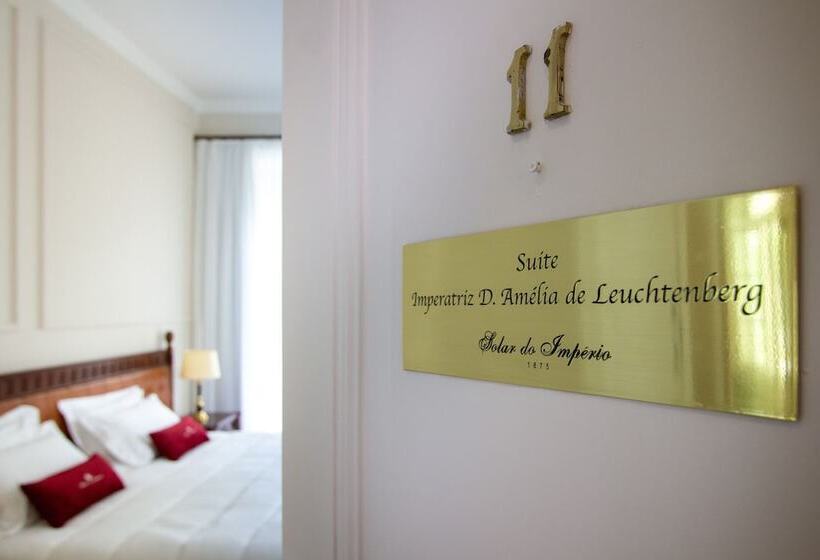 11
Suite
Imperatriz D. Amélia de Leuchtenberg
Solar do Império
1875